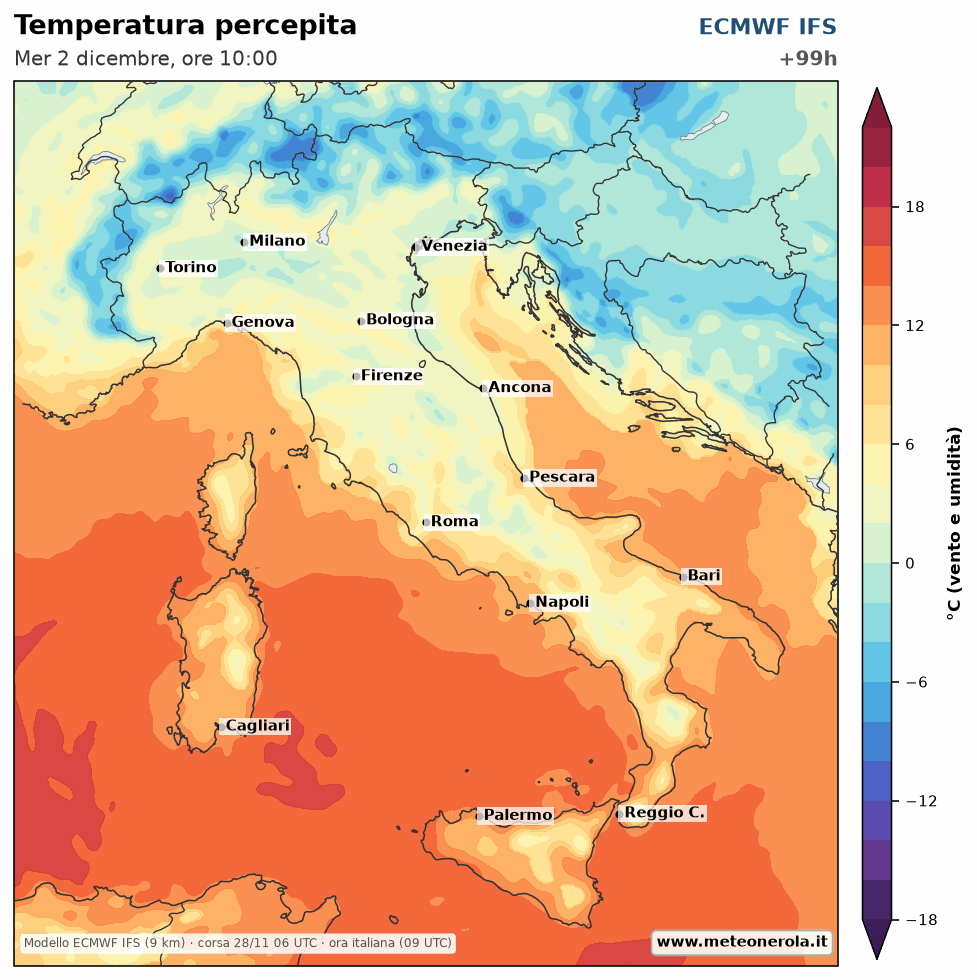 Temperatura percepita
ECMWF IFS
Mer 2 dicembre, ore 10:00
+99h
Milano
Venezia
Torino
Genova
Bologna
Firenze
Ancona
Pescara
Roma
Bari
Napoli
Cagliari
Palermo
Reggio C.
18
12
6
0
−6
−12
−18
°C (vento e umidità)
Modello ECMWF IFS (9 km) · corsa 28/11 06 UTC · ora italiana (09 UTC)
www.meteonerola.it